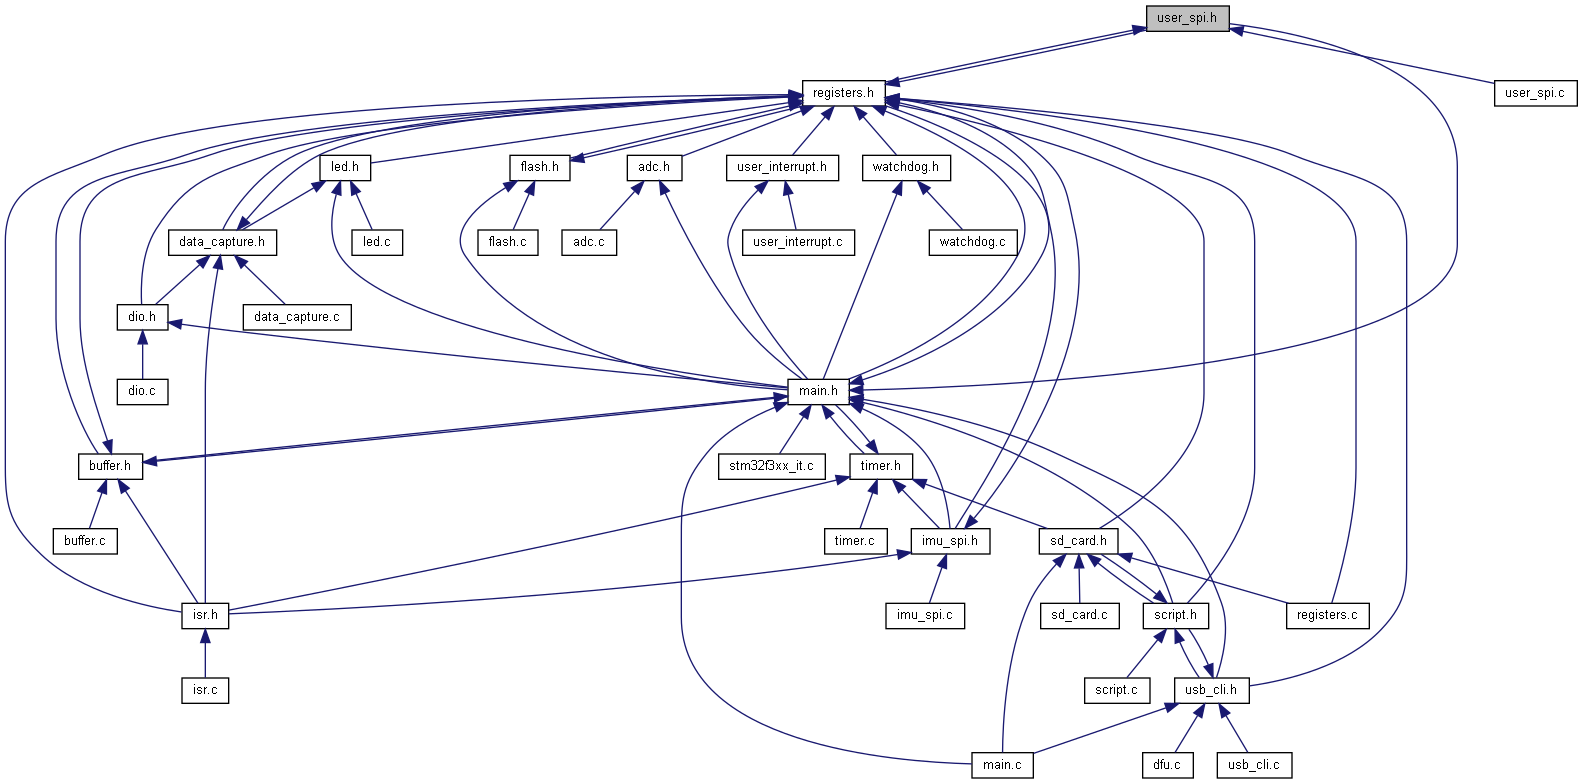 user_spi.h
registers.h
user_spi.c
led.h
flash.h
adc.h
user_interrupt.h
watchdog.h
data_capture.h
led.c
flash.c
adc.c
user_interrupt.c
watchdog.c
dio.h
data_capture.c
dio.c
main.h
buffer.h
stm32f3xx_it.c
timer.h
buffer.c
timer.c
imu_spi.h
sd_card.h
isr.h
imu_spi.c
sd_card.c
script.h
registers.c
isr.c
script.c
usb_cli.h
main.c
dfu.c
usb_cli.c